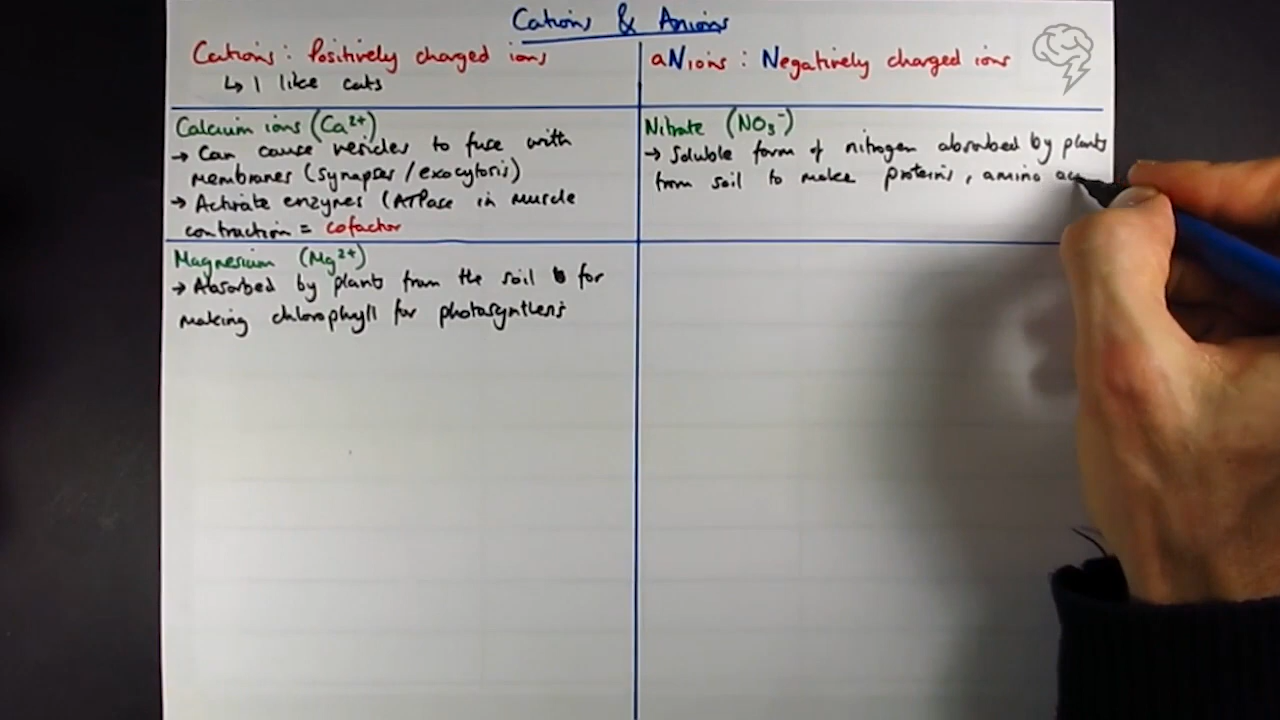 Cations & Anions
Cations : Positively charged ions
↳ I like cats
aNions : Negatively charged ions
Calcium ions (Ca²⁺)
→ Can cause vesicles to fuse with
membranes (synapses / exocytosis)
→ Activate enzymes (ATPase in muscle
contraction = cofactor
Nitrate (NO₃⁻)
→ Soluble form of nitrogen absorbed by plants
from soil to make proteins, amino ac
Magnesium (Mg²⁺)
→ Absorbed by plants from the soil for
making chlorophyll for photosynthesis